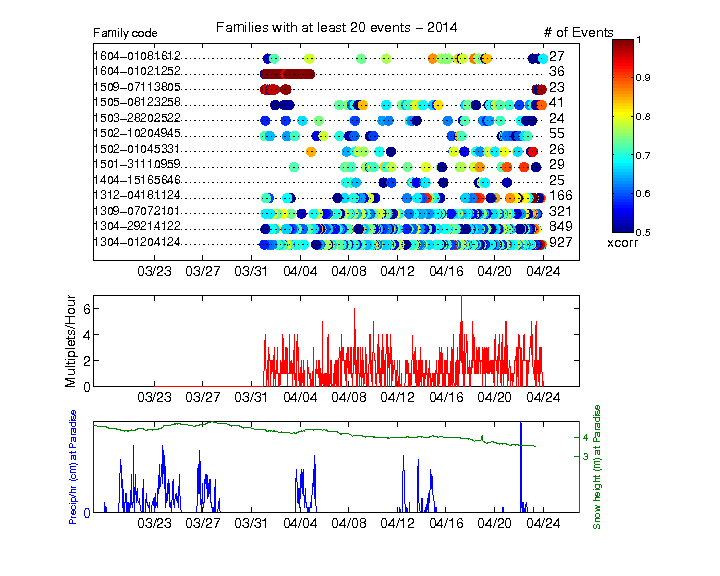 Families with at least 20 events − 2014
Family code
# of Events
1604−01081612 27
1604−01021252 36
1509−07113805 23
1505−08123258 41
1503−28202522 24
1502−10204945 55
1502−01045331 26
1501−31110959 29
1404−15165646 25
1312−04181124 166
1309−07072101 321
1304−29214122 849
1304−01204124 927
03/23 03/27 03/31 04/04 04/08 04/12 04/16 04/20 04/24
1
0.9
0.8
0.7
0.6
0.5
xcorr
Multiplets/Hour
6
4
2
0
03/23 03/27 03/31 04/04 04/08 04/12 04/16 04/20 04/24
Precip/hr (cm) at Paradise
0
4
3
Snow height (m) at Paradise
03/23 03/27 03/31 04/04 04/08 04/12 04/16 04/20 04/24